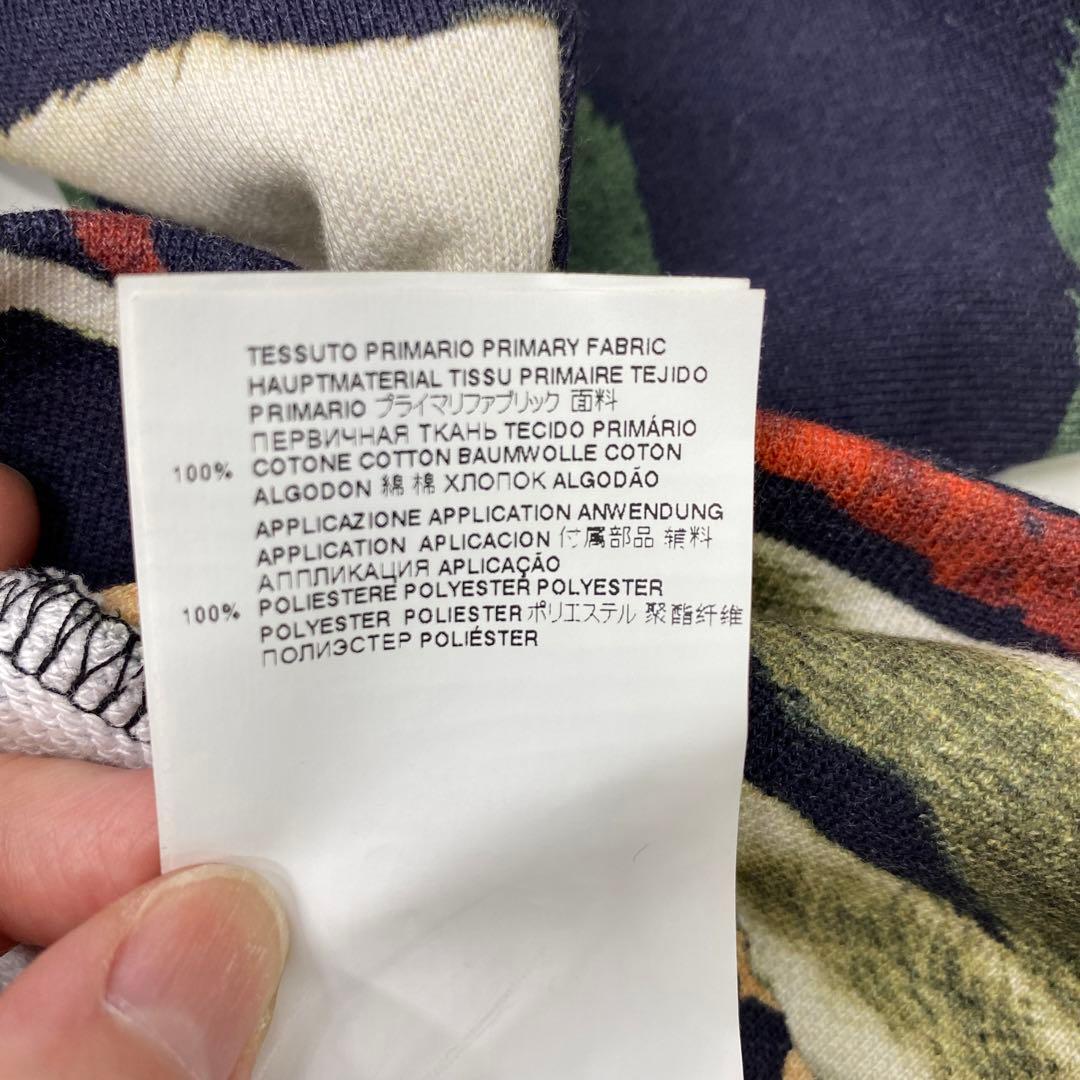 TESSUTO PRIMARIO PRIMARY FABRIC
HAUPTMATERIAL TISSU PRIMAIRE TEJIDO
PRIMARIO プライマリファブリック 面料
ПЕРВИЧНАЯ ТКАНЬ TECIDO PRIMÁRIO
100% COTONE COTTON BAUMWOLLE COTON
ALGODON 綿 棉 ХЛОПОК ALGODÃO
APPLICAZIONE APPLICATION ANWENDUNG
APPLICATION APLICACION 付属部品 辅料
АППЛИКАЦИЯ APLICAÇÃO
100% POLIESTERE POLYESTER POLYESTER
POLYESTER POLIESTER ポリエステル 聚酯纤维
ПОЛИЭСТЕР POLIÉSTER